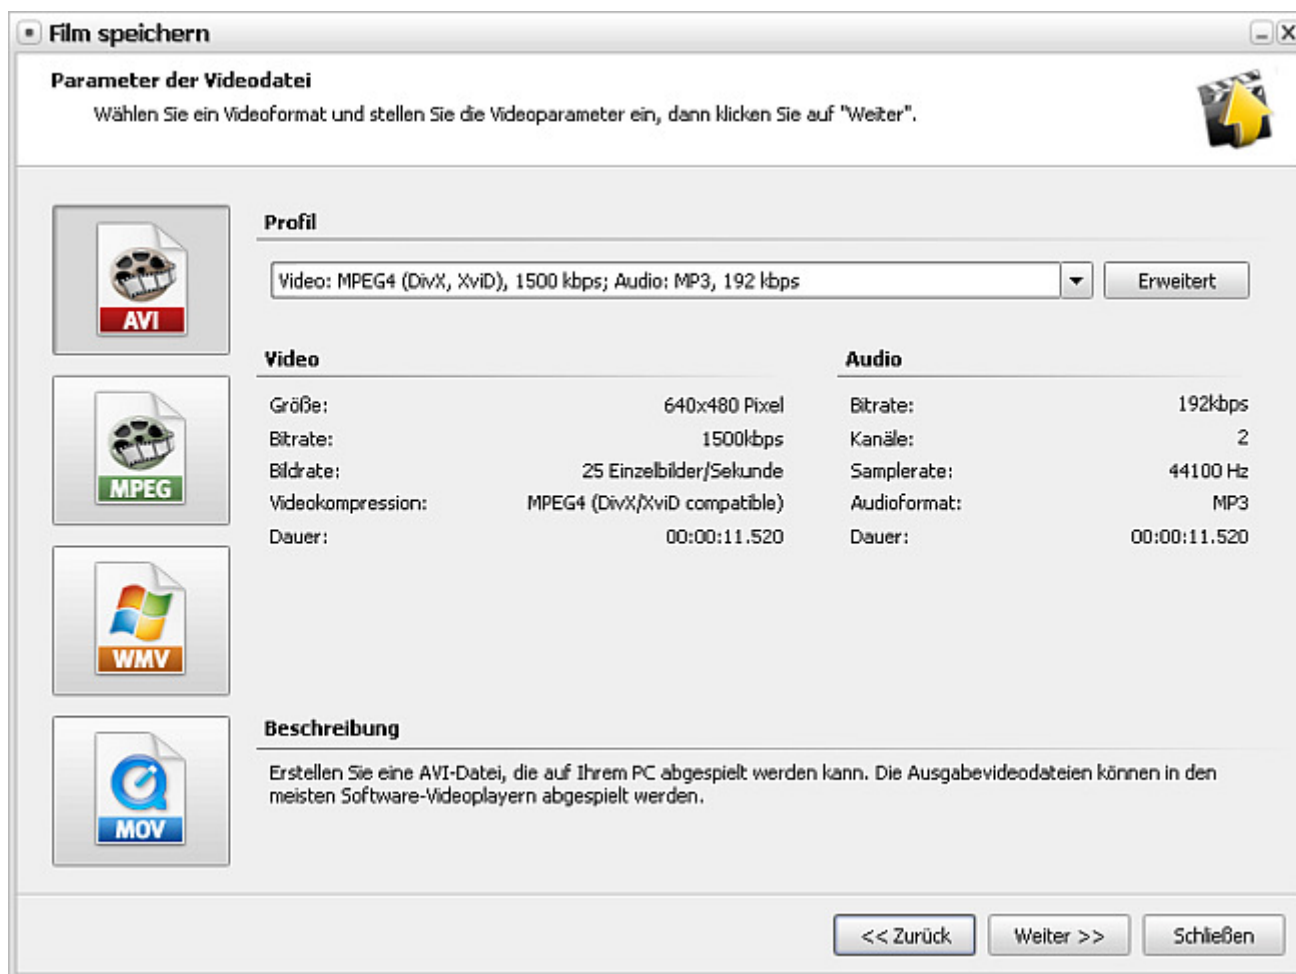 Film speichern
Parameter der Videodatei
Wählen Sie ein Videoformat und stellen Sie die Videoparameter ein, dann klicken Sie auf "Weiter".
AVI
MPEG
WMV
MOV
Profil
Video: MPEG4 (DivX, XviD), 1500 kbps; Audio: MP3, 192 kbps
Erweitert
Video
Größe: 640x480 Pixel
Bitrate: 1500kbps
Bildrate: 25 Einzelbilder/Sekunde
Videokompression: MPEG4 (DivX/XviD compatible)
Dauer: 00:00:11.520
Audio
Bitrate: 192kbps
Kanäle: 2
Samplerate: 44100 Hz
Audioformat: MP3
Dauer: 00:00:11.520
Beschreibung
Erstellen Sie eine AVI-Datei, die auf Ihrem PC abgespielt werden kann. Die Ausgabevideodateien können in den
meisten Software-Videoplayern abgespielt werden.
<< Zurück
Weiter >>
Schließen